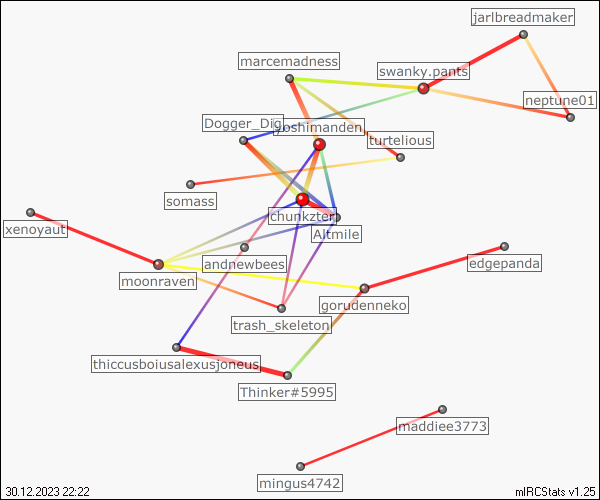 jarlbreadmaker
marcemadness
swanky.pants
neptune01
Dogger_Dig
yoshimanden
turtelious
somass
chunkzter
Altmile
xenoyaut
andnewbees
moonraven
edgepanda
gorudenneko
trash_skeleton
thiccusboiusalexusjoneus
Thinker#5995
maddiee3773
mingus4742
30.12.2023 22:22
mIRCStats v1.25